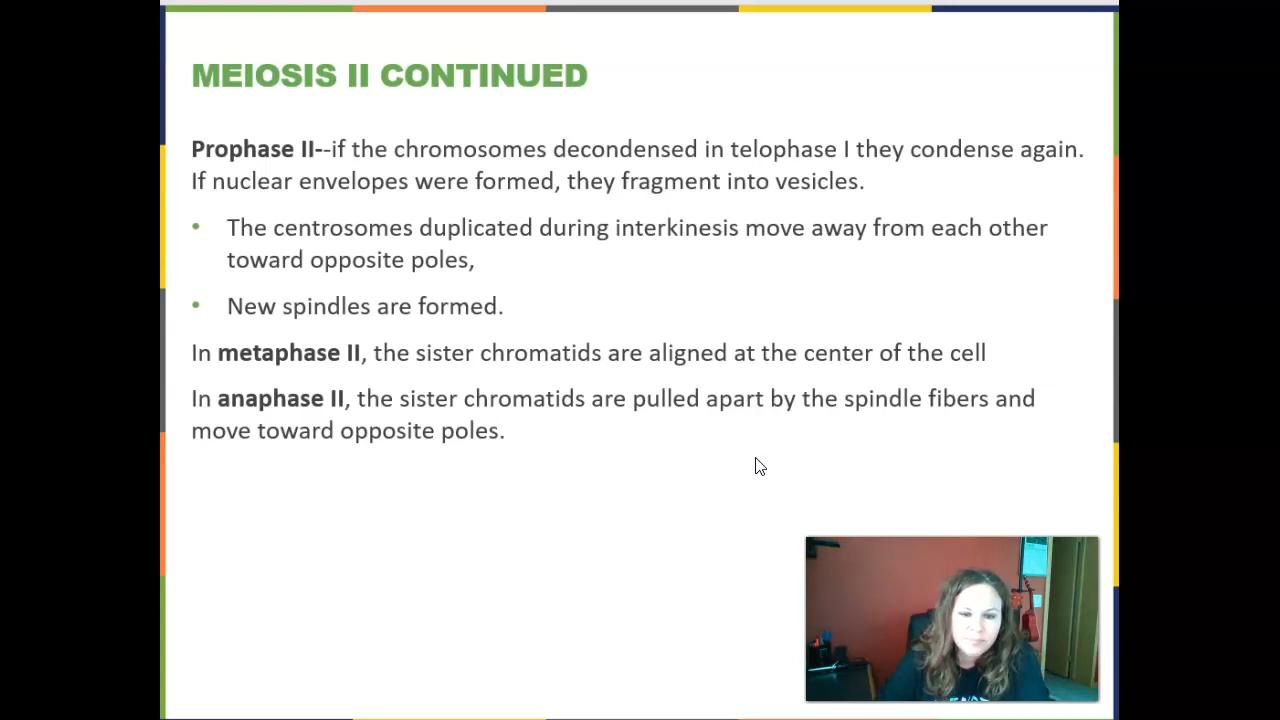 MEIOSIS II CONTINUED
Prophase II--if the chromosomes decondensed in telophase I they condense again.
If nuclear envelopes were formed, they fragment into vesicles.
• The centrosomes duplicated during interkinesis move away from each other
toward opposite poles,
• New spindles are formed.
In metaphase II, the sister chromatids are aligned at the center of the cell
In anaphase II, the sister chromatids are pulled apart by the spindle fibers and
move toward opposite poles.